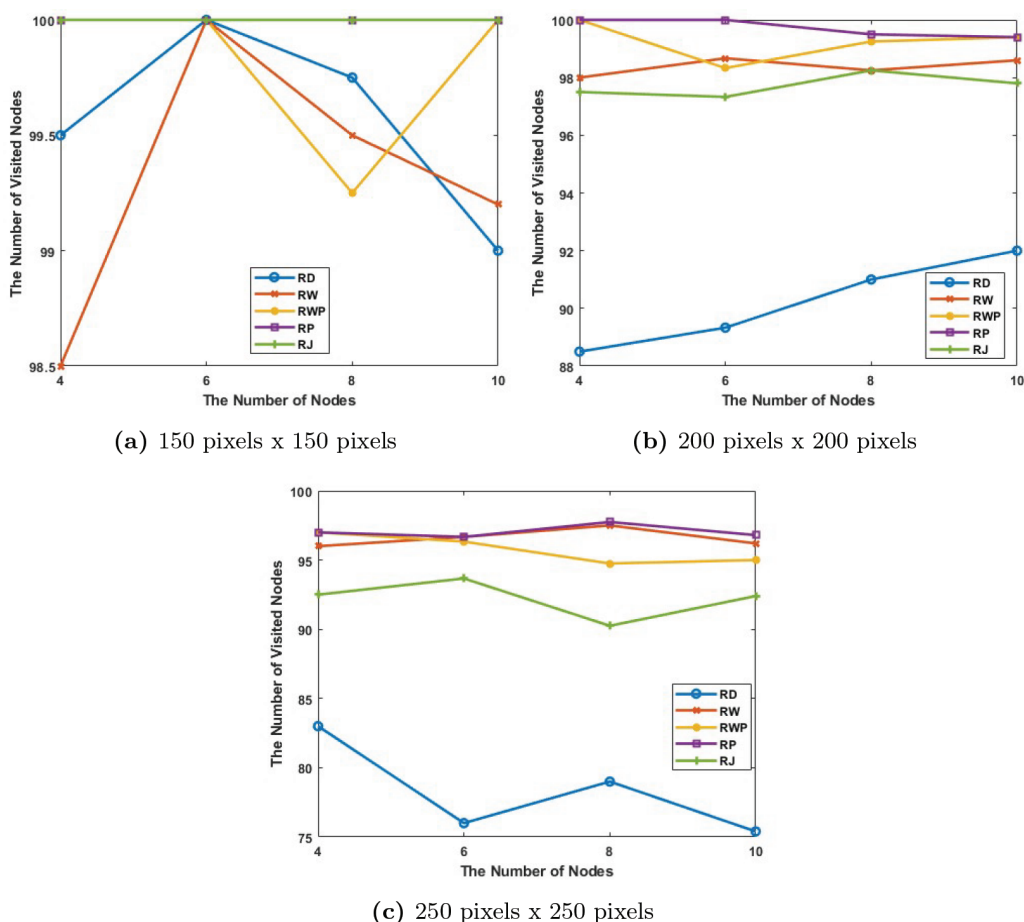 The Number of Visited Nodes
100
99.5
99
98.5
4
6
8
10
The Number of Nodes
RD
RW
RWP
RP
RJ
(a) 150 pixels x 150 pixels
The Number of Visited Nodes
100
98
96
94
92
90
88
4
6
8
10
The Number of Nodes
RD
RW
RWP
RP
RJ
(b) 200 pixels x 200 pixels
The Number of Visited Nodes
100
95
90
85
80
75
4
6
8
10
The Number of Nodes
RD
RW
RWP
RP
RJ
(c) 250 pixels x 250 pixels